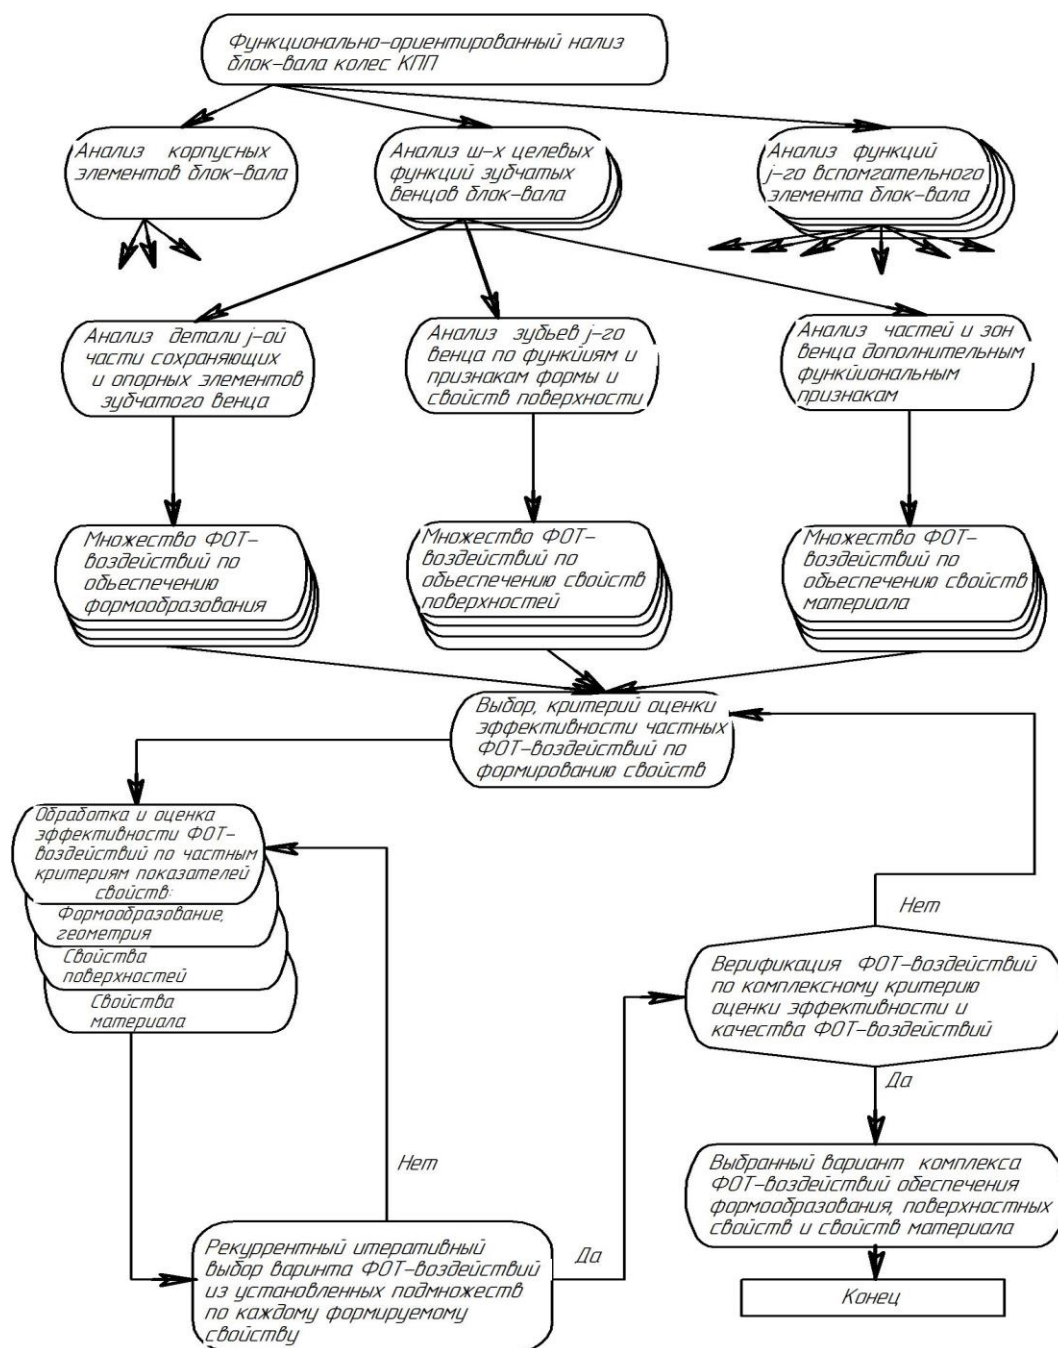 Функционально-ориентированный нализ
блок-вала колес КПП
Анализ корпусных
элементов блок-вала
Анализ ш-х целевых
функций зубчатых
венцов блок-вала
Анализ функций
j-го вспомгательного
элемента блок-вала
Анализ детали j-ой
части сохраняющих
и опорных элементов
зубчатого венца
Анализ зубьев j-го
венца по функйиям и
признакам формы и
свойств поверхности
Анализ частей и зон
венца дополнительным
функйиональным
признакам
Множество ФОТ-
воздействий по
обьеспечению
формообразования
Множество ФОТ-
воздействий по
обьеспечению свойств
поверхностей
Множество ФОТ-
воздействий по
обьеспечению свойств
материала
Выбор, критерий оценки
эффективности частных
ФОТ-воздействий по
формированию свойств
Обработка и оценка
эффективности ФОТ-
воздействий по частным
критериям показателей
свойств:
Формообразование,
геометрия
Свойства
поверхностей
Свойства
материала
Нет
Верификация ФОТ-воздействий
по комплексному критерию
оценки эффективности и
качества ФОТ-воздействий
Да
Нет
Выбранный вариант комплекса
ФОТ-воздействий обеспечения
формообразования, поверхностных
свойств и свойств материала
Рекуррентный итеративный
выбор варинта ФОТ-воздействий
из установленных подмножеств
по каждому формируемому
свойству
Да
Конец